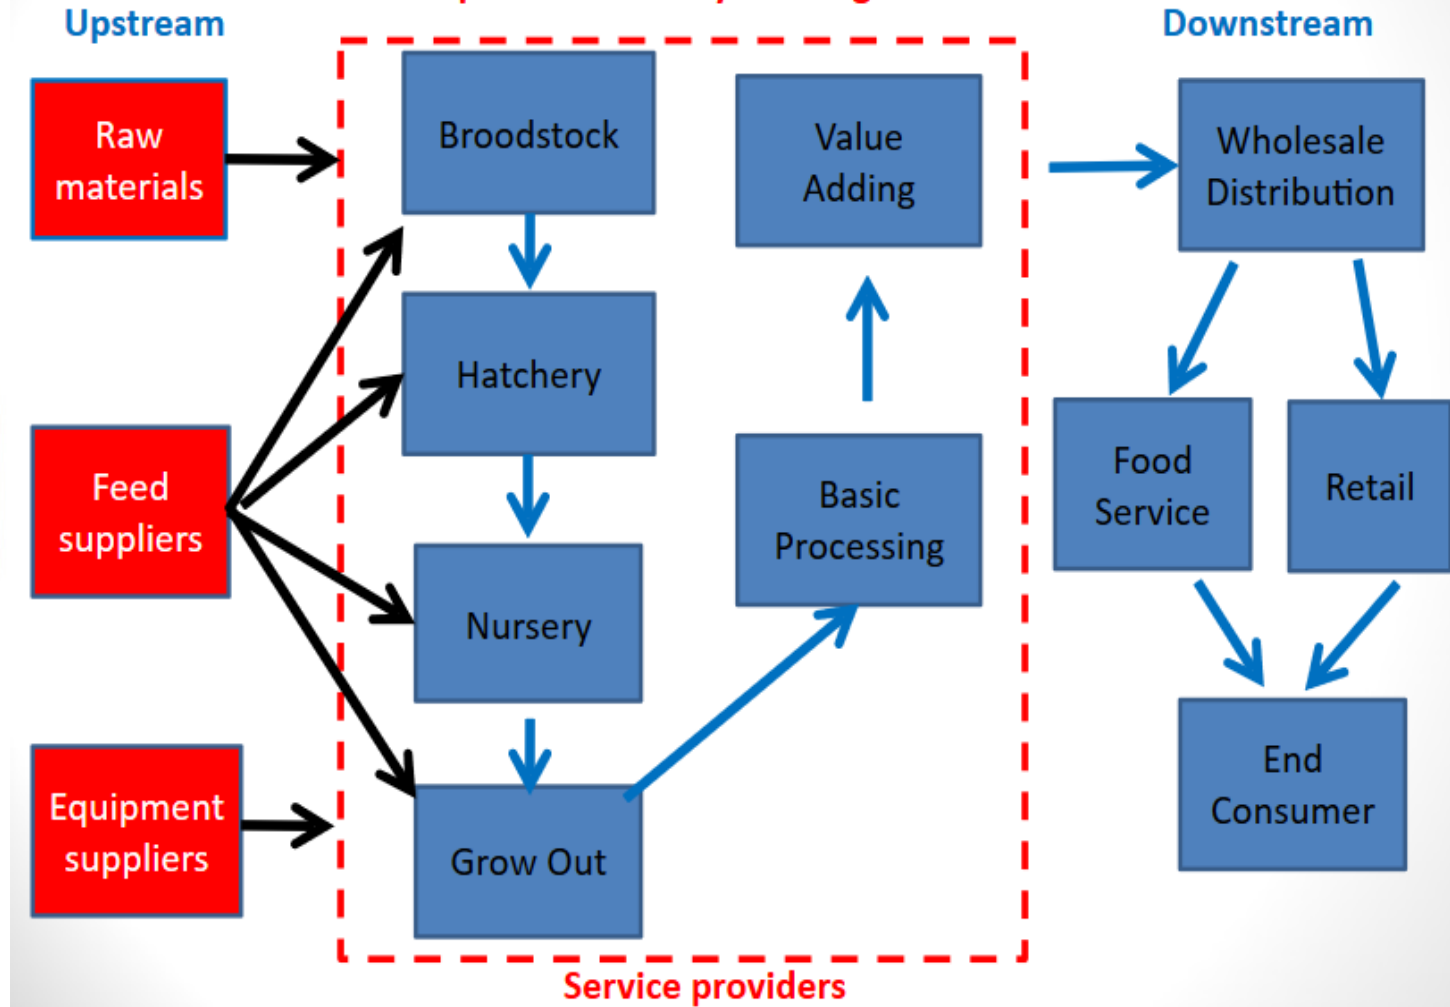 Upstream
Downstream
Raw
materials
Broodstock
Value
Adding
Wholesale
Distribution
Hatchery
Feed
suppliers
Basic
Processing
Food
Service
Retail
Nursery
Equipment
suppliers
Grow Out
End
Consumer
Service providers